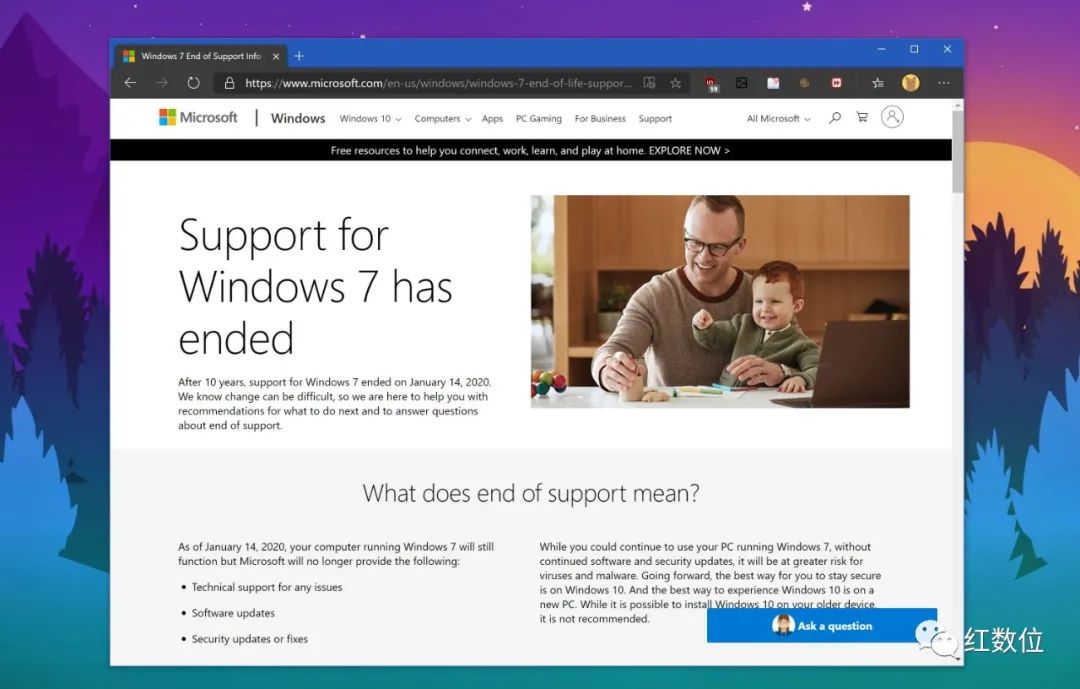 Windows 7 End of Support Info
https://www.microsoft.com/en-us/windows/windows-7-end-of-life-suppor...
19
Microsoft | Windows Windows 10 Computers Apps PC Gaming For Business Support All Microsoft
Free resources to help you connect, work, learn, and play at home. EXPLORE NOW >
Support for
Windows 7 has
ended
After 10 years, support for Windows 7 ended on January 14, 2020.
We know change can be difficult, so we are here to help you with
recommendations for what to do next and to answer questions
about end of support.
What does end of support mean?
As of January 14, 2020, your computer running Windows 7 will still
function but Microsoft will no longer provide the following:
• Technical support for any issues
• Software updates
• Security updates or fixes
While you could continue to use your PC running Windows 7, without
continued software and security updates, it will be at greater risk for
viruses and malware. Going forward, the best way for you to stay secure
is on Windows 10. And the best way to experience Windows 10 is on a
new PC. While it is possible to install Windows 10 on your older device,
it is not recommended.
Ask a question
红数位